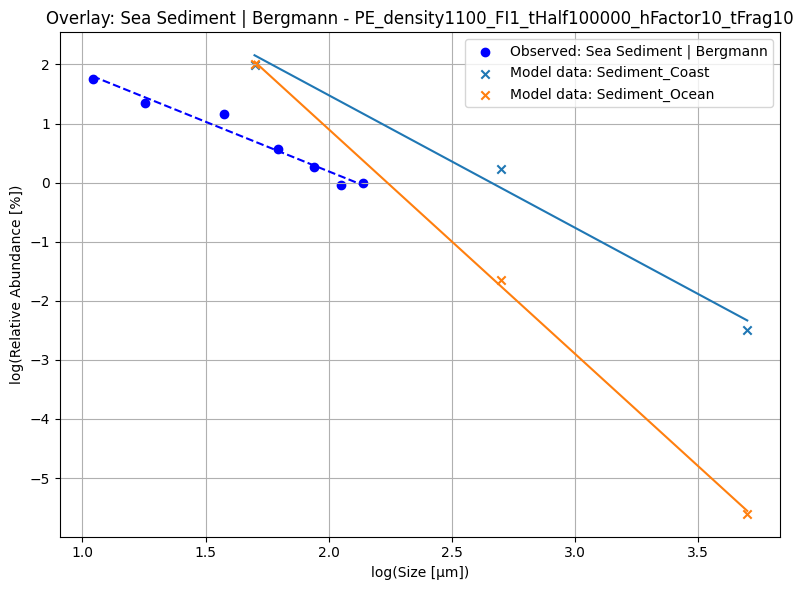 Overlay: Sea Sediment | Bergmann - PE_density1100_FI1_tHalf100000_hFactor10_tFrag10
Observed: Sea Sediment | Bergmann
Model data: Sediment_Coast
Model data: Sediment_Ocean
log(Relative Abundance [%])
2
1
0
−1
−2
−3
−4
−5
1.0
1.5
2.0
2.5
3.0
3.5
log(Size [µm])